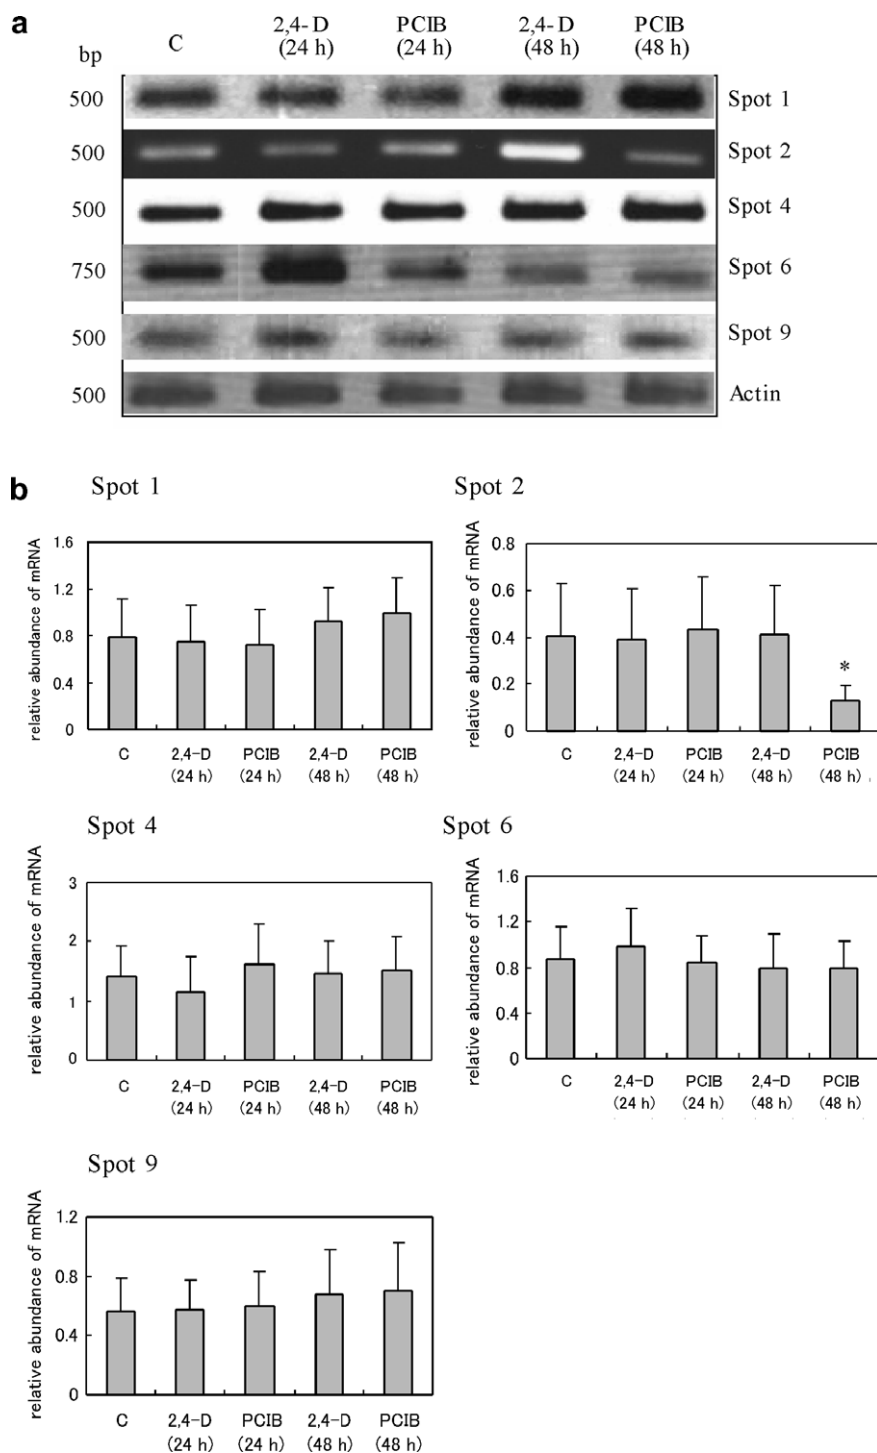 a
C 2,4-D PCIB 2,4-D PCIB
bp (24 h) (24 h) (48 h) (48 h)
500 Spot 1
500 Spot 2
500 Spot 4
750 Spot 6
500 Spot 9
500 Actin
b
Spot 1
relative abundance of mRNA
1.6
1.2
0.8
0.4
0
C 2,4-D PCIB 2,4-D PCIB
(24 h) (24 h) (48 h) (48 h)
Spot 2
relative abundance of mRNA
0.8
0.6
0.4
0.2
0
*
C 2,4-D PCIB 2,4-D PCIB
(24 h) (24 h) (48 h) (48 h)
Spot 4
relative abundance of mRNA
3
2
1
0
C 2,4-D PCIB 2,4-D PCIB
(24 h) (24 h) (48 h) (48 h)
Spot 6
relative abundance of mRNA
1.6
1.2
0.8
0.4
0
C 2,4-D PCIB 2,4-D PCIB
(24 h) (24 h) (48 h) (48 h)
Spot 9
relative abundance of mRNA
1.2
0.8
0.4
0
C 2,4-D PCIB 2,4-D PCIB
(24 h) (24 h) (48 h) (48 h)